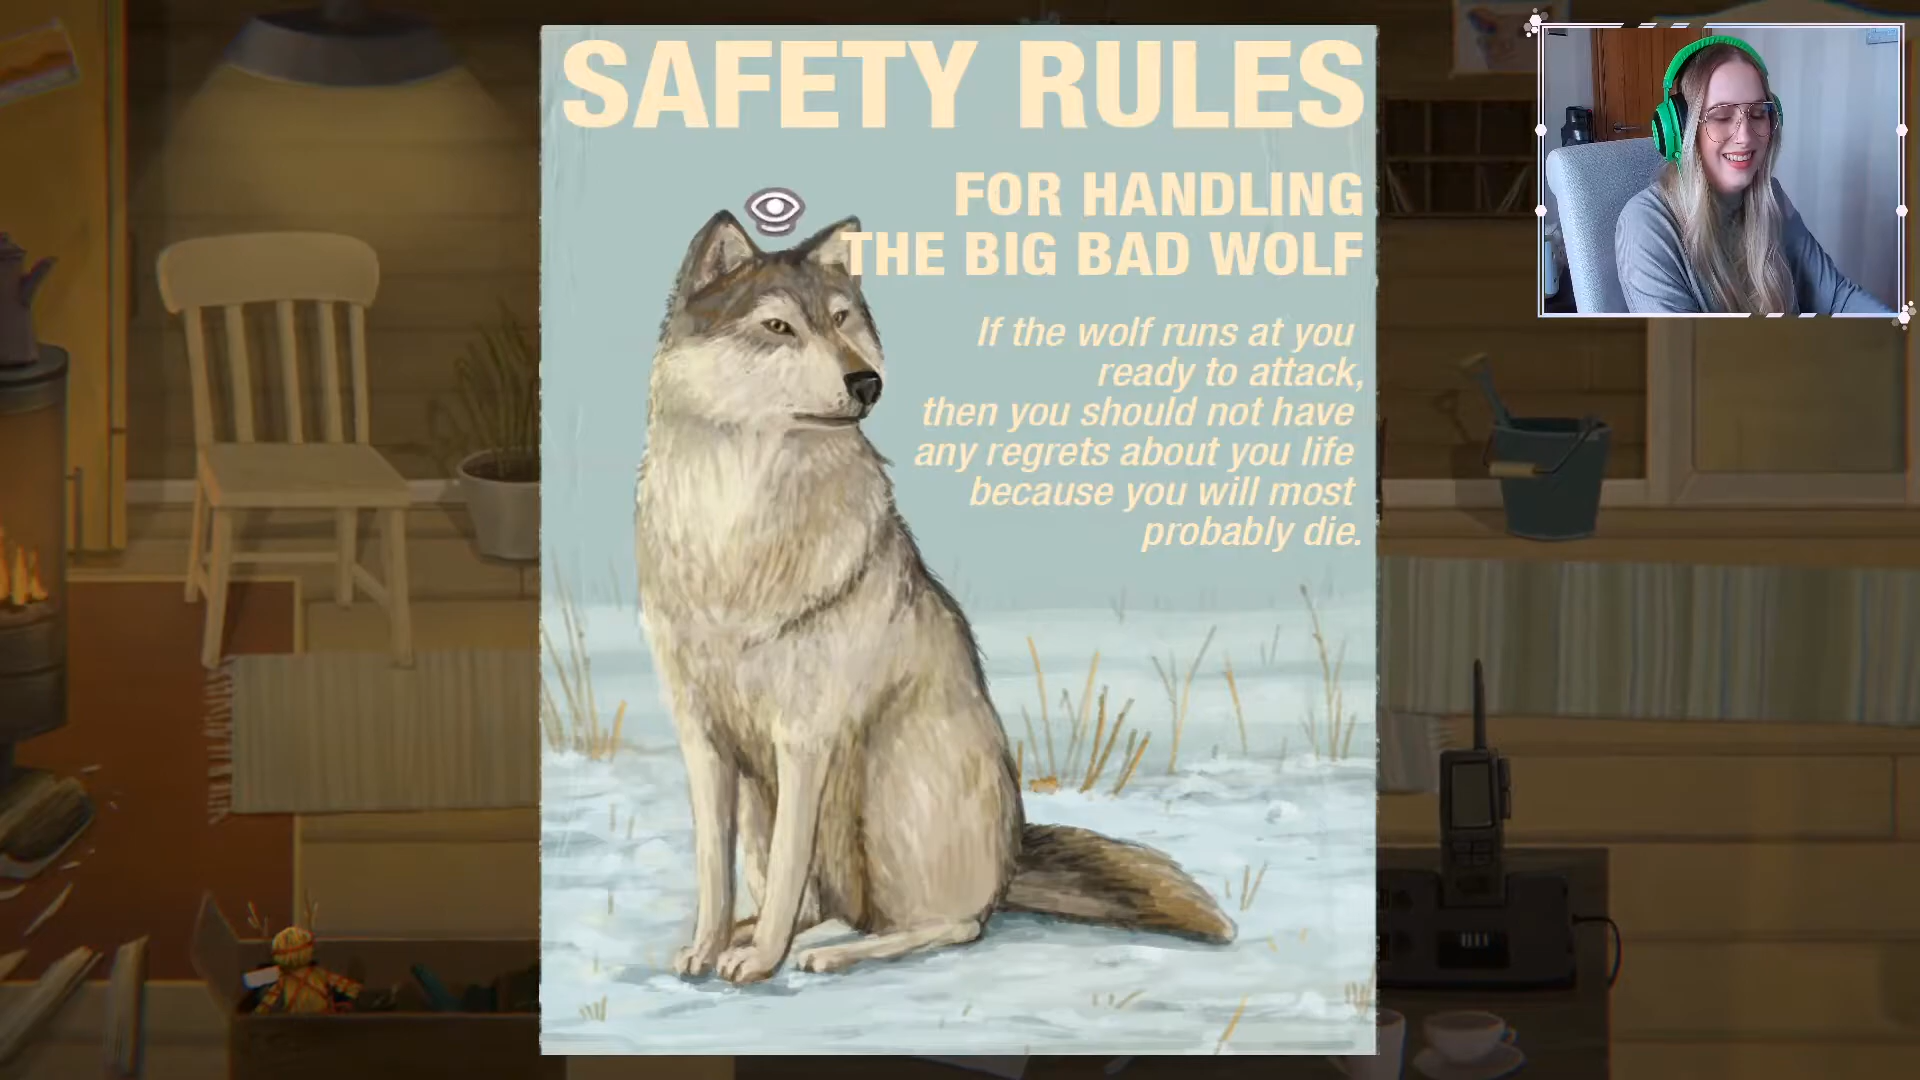 SAFETY RULES
FOR HANDLING
THE BIG BAD WOLF
If the wolf runs at you
ready to attack,
then you should not have
any regrets about you life
because you will most
probably die.